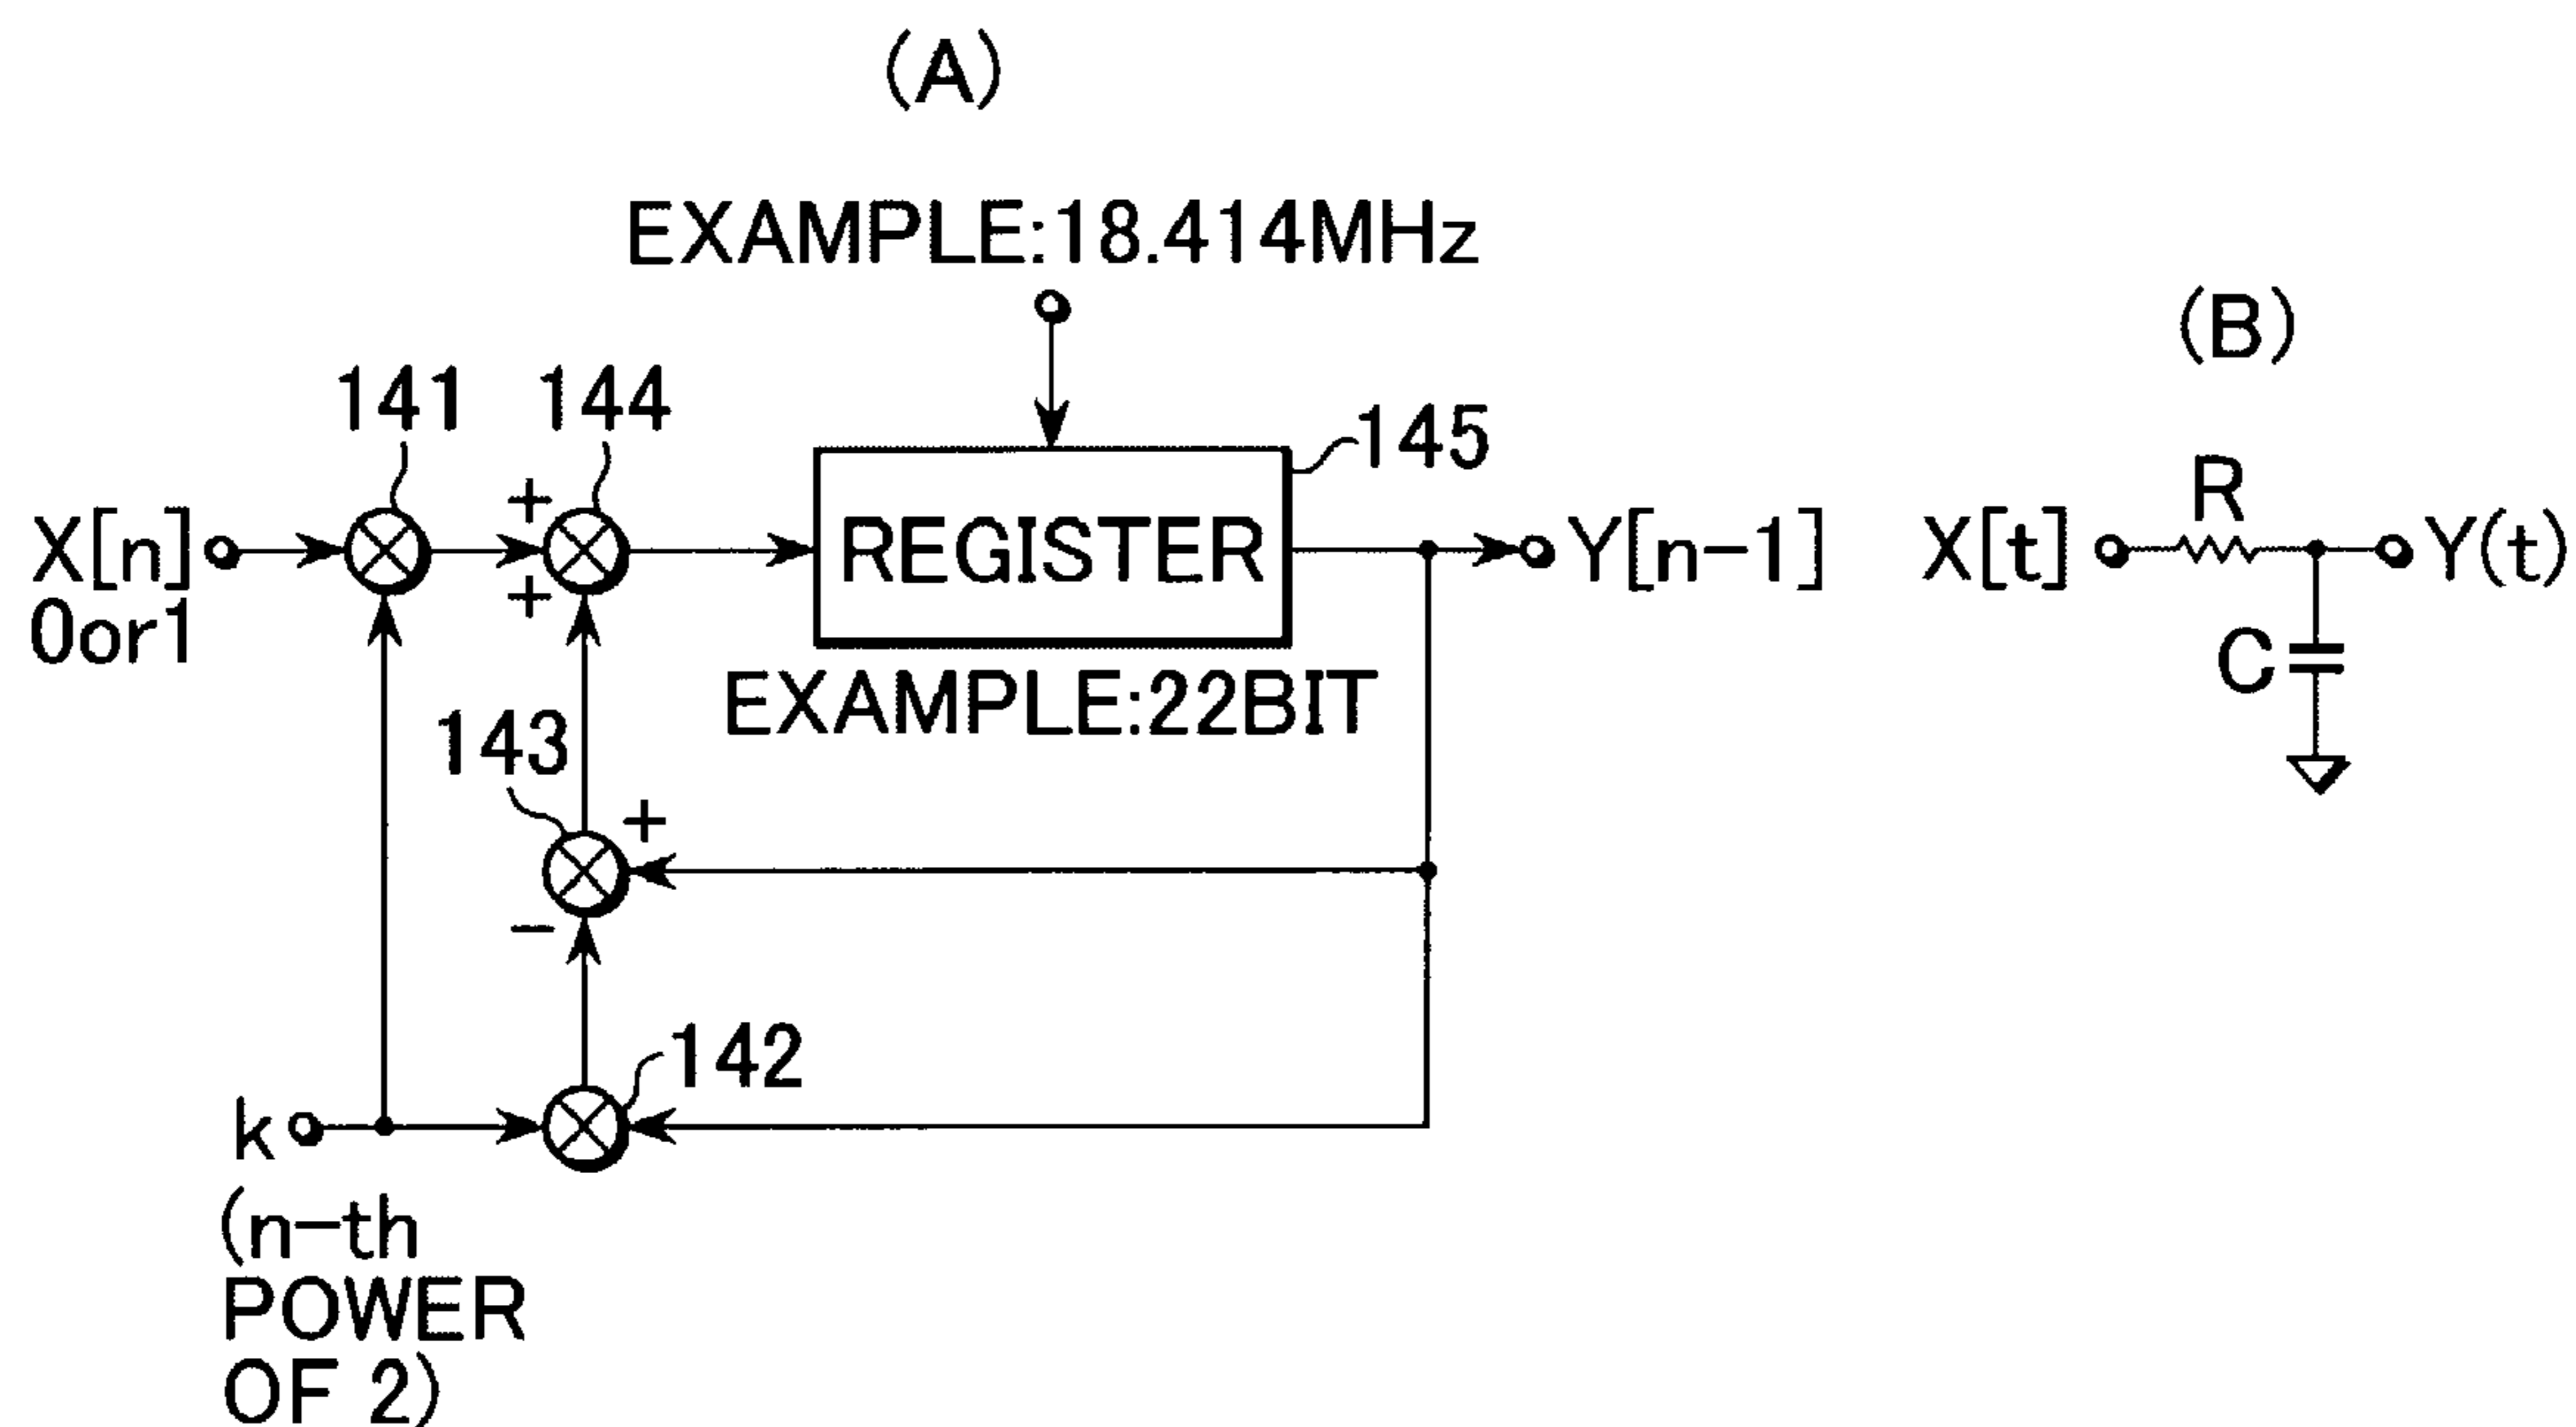 (A)
EXAMPLE:18.414MHz
(B)
141
144
145
X[n]
0or1
+
+
REGISTER
Y[n-1]
X[t]
R
Y(t)
EXAMPLE:22BIT
C
143
+
-
142
k
(n-th
POWER
OF 2)